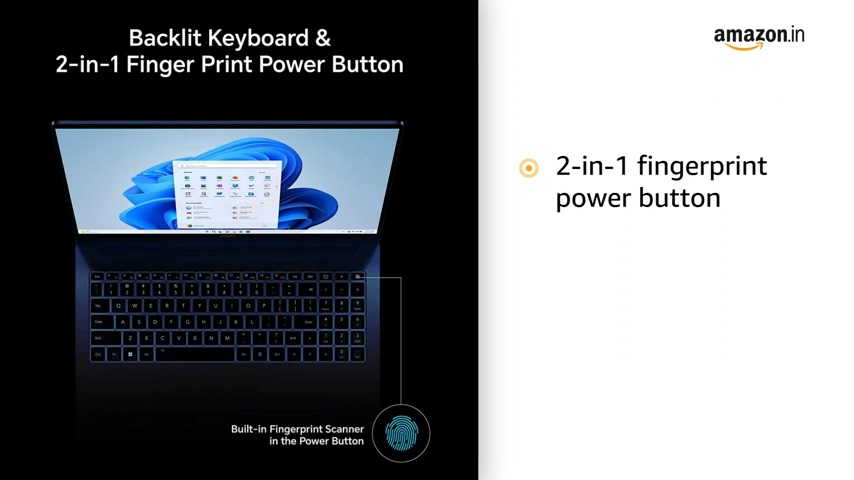 Backlit Keyboard &
2-in-1 Finger Print Power Button
amazon.in
2-in-1 fingerprint
power button
Built-in Fingerprint Scanner
in the Power Button
Q W E R T Y U I O P
A S D F G H J K L
Z X C V B N M